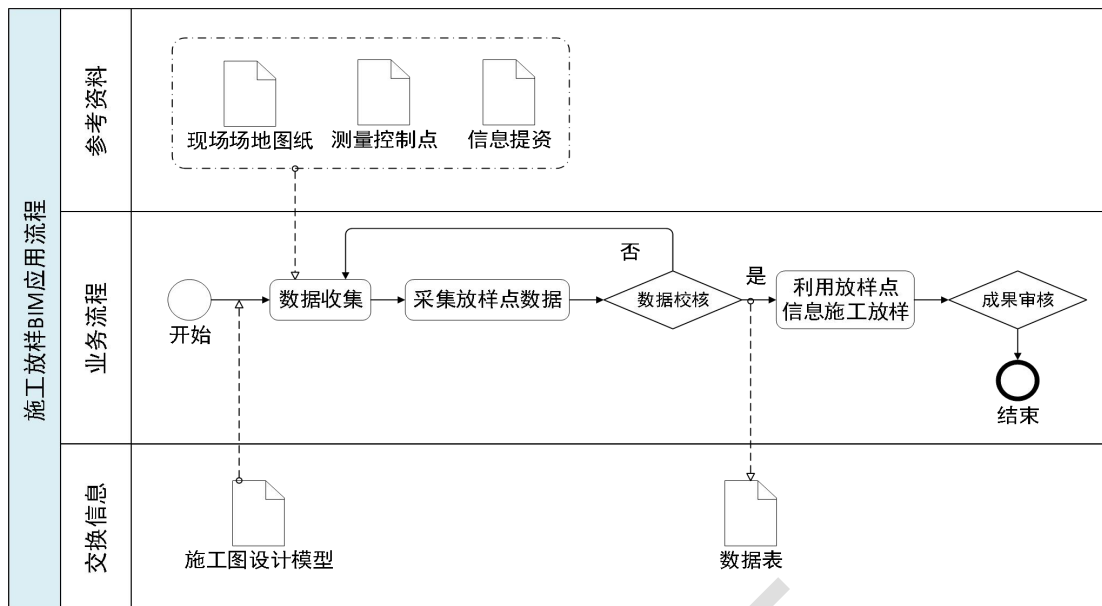 施工放样BIM应用流程
参考资料
现场场地图纸
测量控制点
信息提资
业务流程
开始
数据收集
采集放样点数据
数据校核
否
是
利用放样点
信息施工放样
成果审核
结束
交换信息
施工图设计模型
数据表